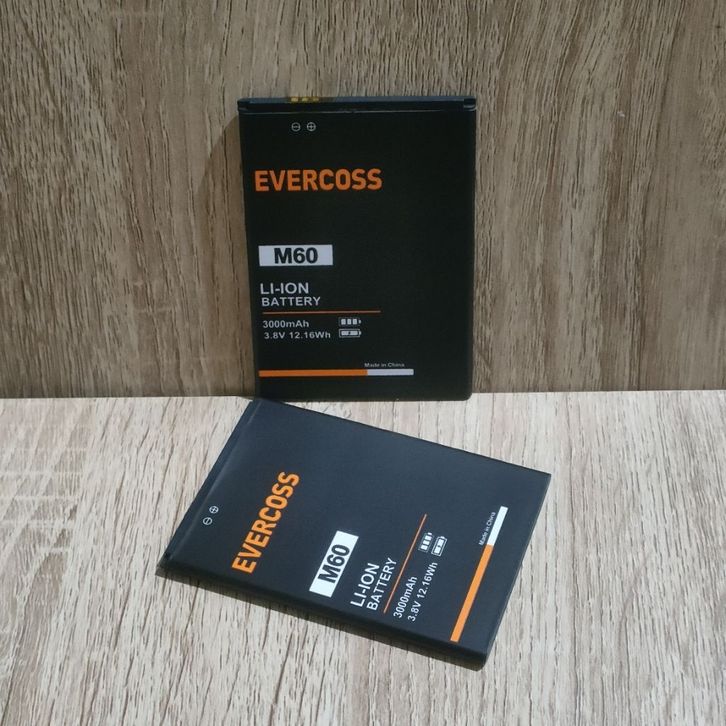 EVERCOSS
M60
LI-ION
BATTERY
3000mAh
3.8V 12.16Wh
Made in China
EVERCOSS
M60
LI-ION
BATTERY
3000mAh
3.8V 12.16Wh
Made in China